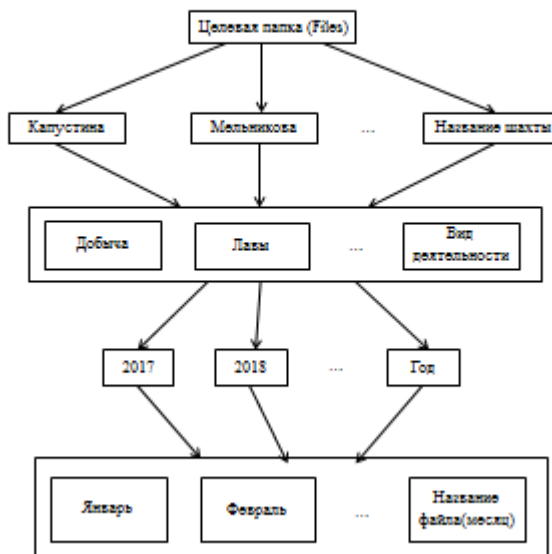 Целевая папка (Files)
Капустина
Мельникова
...
Название шахты
Добыча
Лавы
...
Вид
деятельности
2017
2018
...
Год
Январь
Февраль
...
Название
файла(месяц)